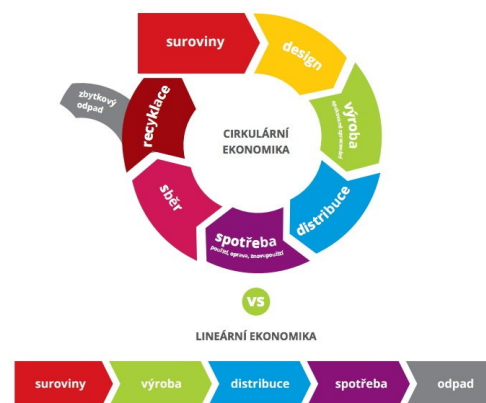 suroviny
design
výroba
distribuce
spotřeba
použití, oprava, znovupoužití
sběr
recyklace
zbytkový
odpad
CIRKULÁRNÍ
EKONOMIKA
VS
LINEÁRNÍ EKONOMIKA
suroviny
výroba
distribuce
spotřeba
odpad